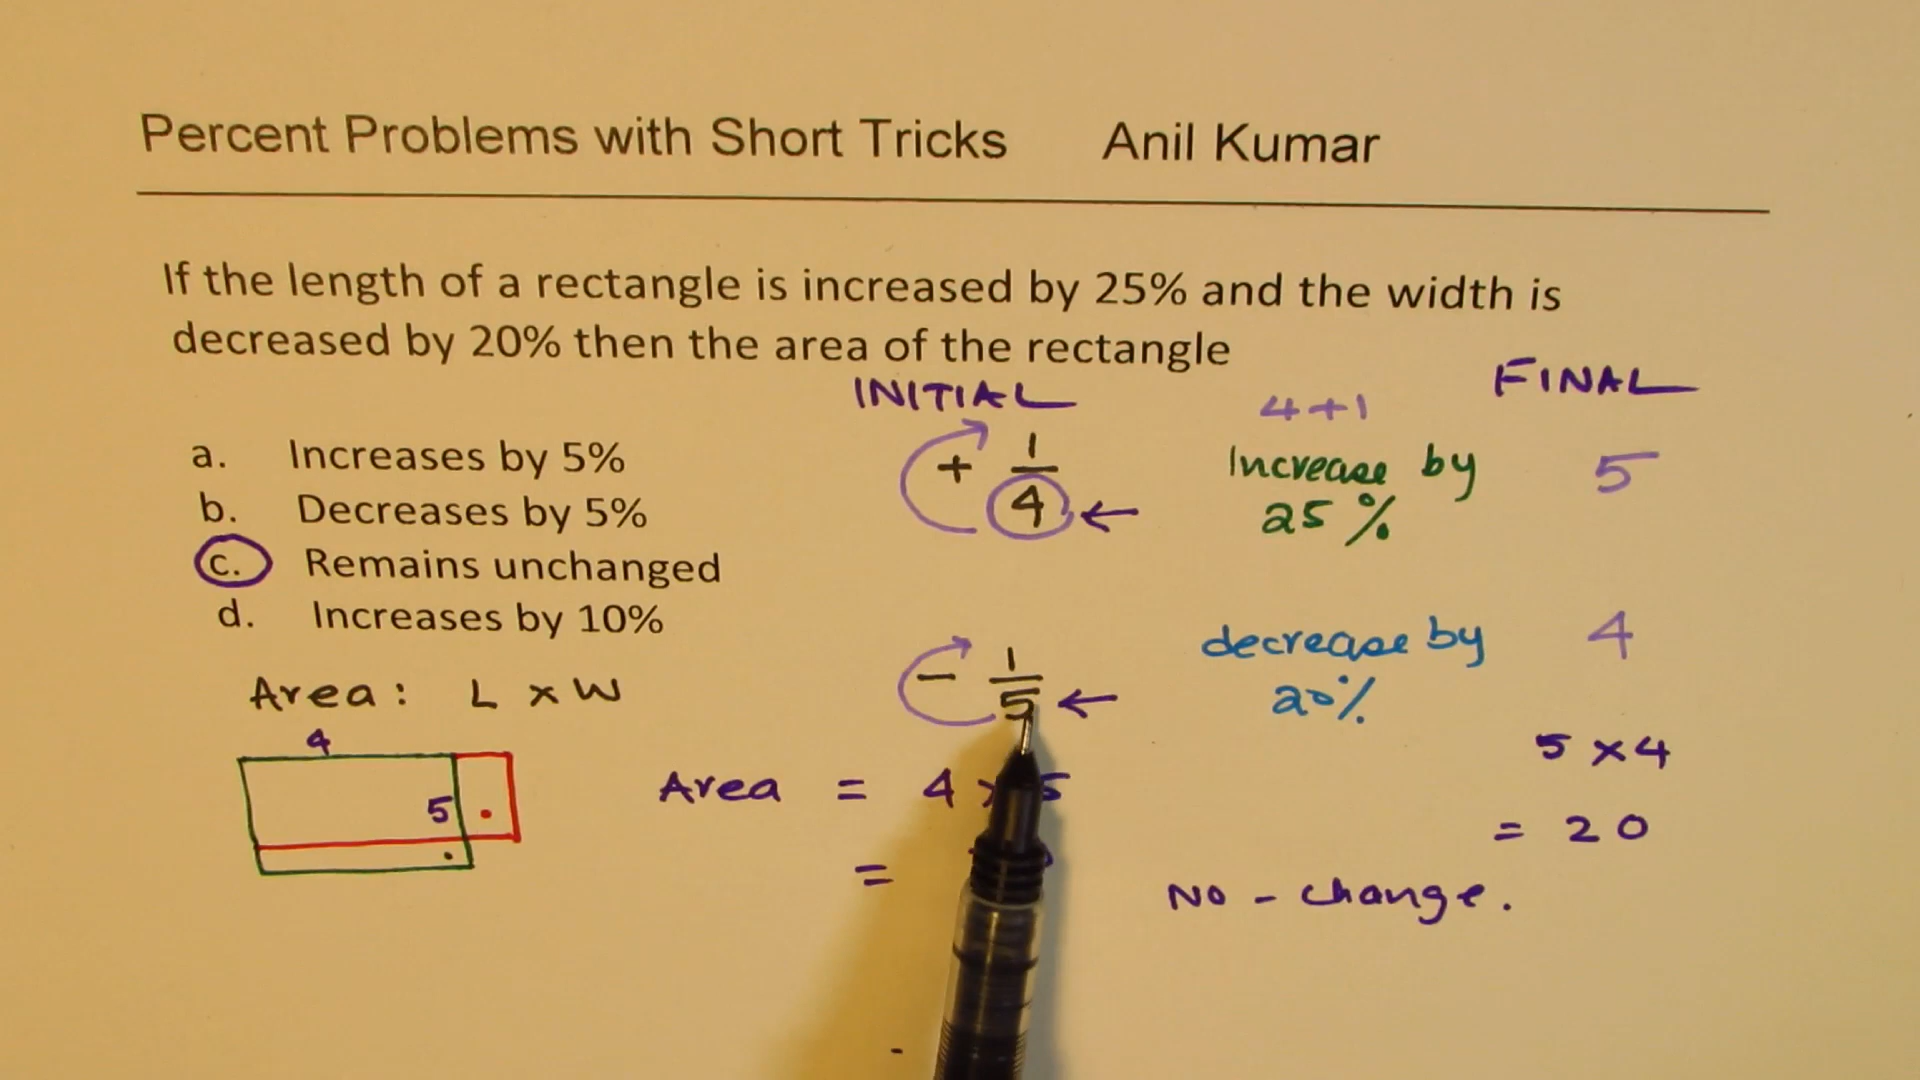 Percent Problems with Short Tricks Anil Kumar
If the length of a rectangle is increased by 25% and the width is
decreased by 20% then the area of the rectangle
INITIAL
4+1
FINAL
a. Increases by 5%
b. Decreases by 5%
c. Remains unchanged
d. Increases by 10%
+ 1/4
Increase by
25%
5
- 1/5
decrease by
20%
4
Area : L x W
4
5
Area = 4 x 5
=
5 x 4
= 20
No - change.